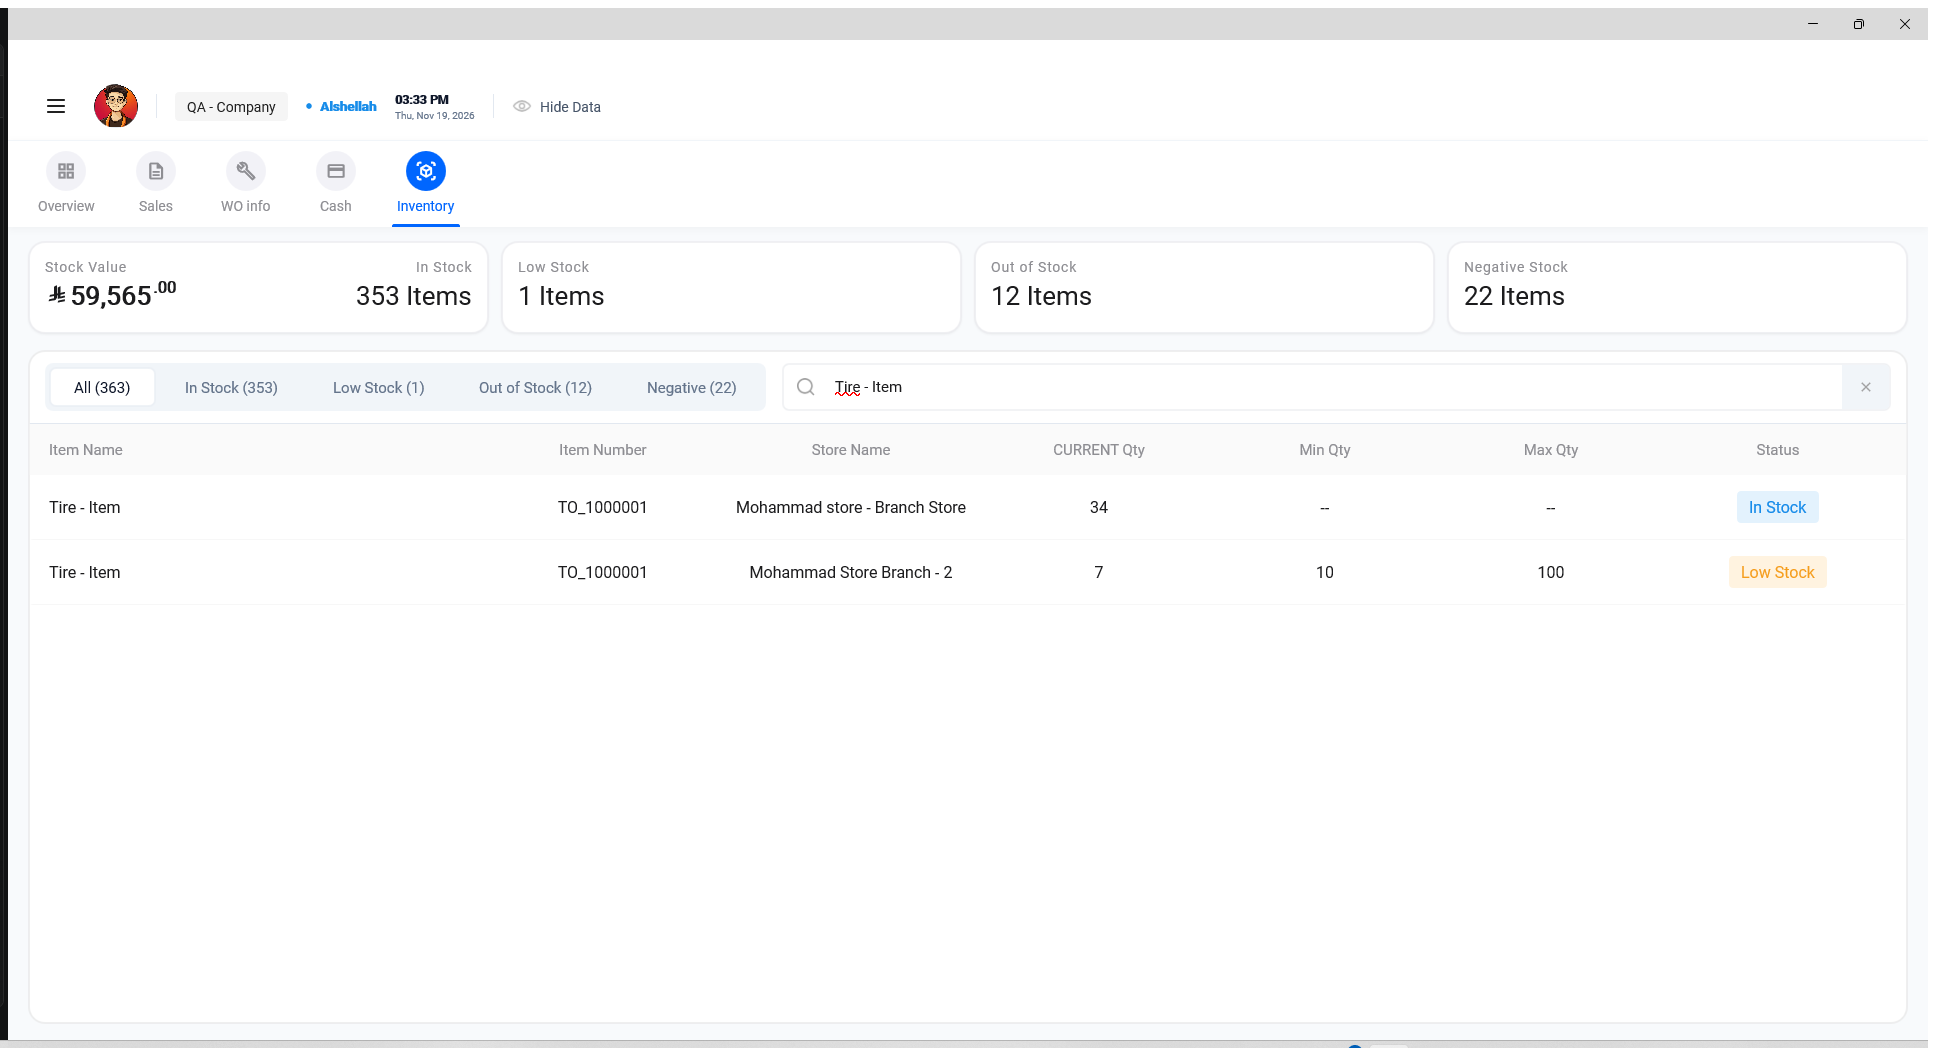 QA - Company
Alshellah
03:33 PM
Thu, Nov 19, 2026
Hide Data
Overview
Sales
WO info
Cash
Inventory
Stock Value
59,565.00
In Stock
353 Items
Low Stock
1 Items
Out of Stock
12 Items
Negative Stock
22 Items
All (363)
In Stock (353)
Low Stock (1)
Out of Stock (12)
Negative (22)
Tire - Item
Item Name Item Number Store Name CURRENT Qty Min Qty Max Qty Status
Tire - Item TO_1000001 Mohammad store - Branch Store 34 -- -- In Stock
Tire - Item TO_1000001 Mohammad Store Branch - 2 7 10 100 Low Stock